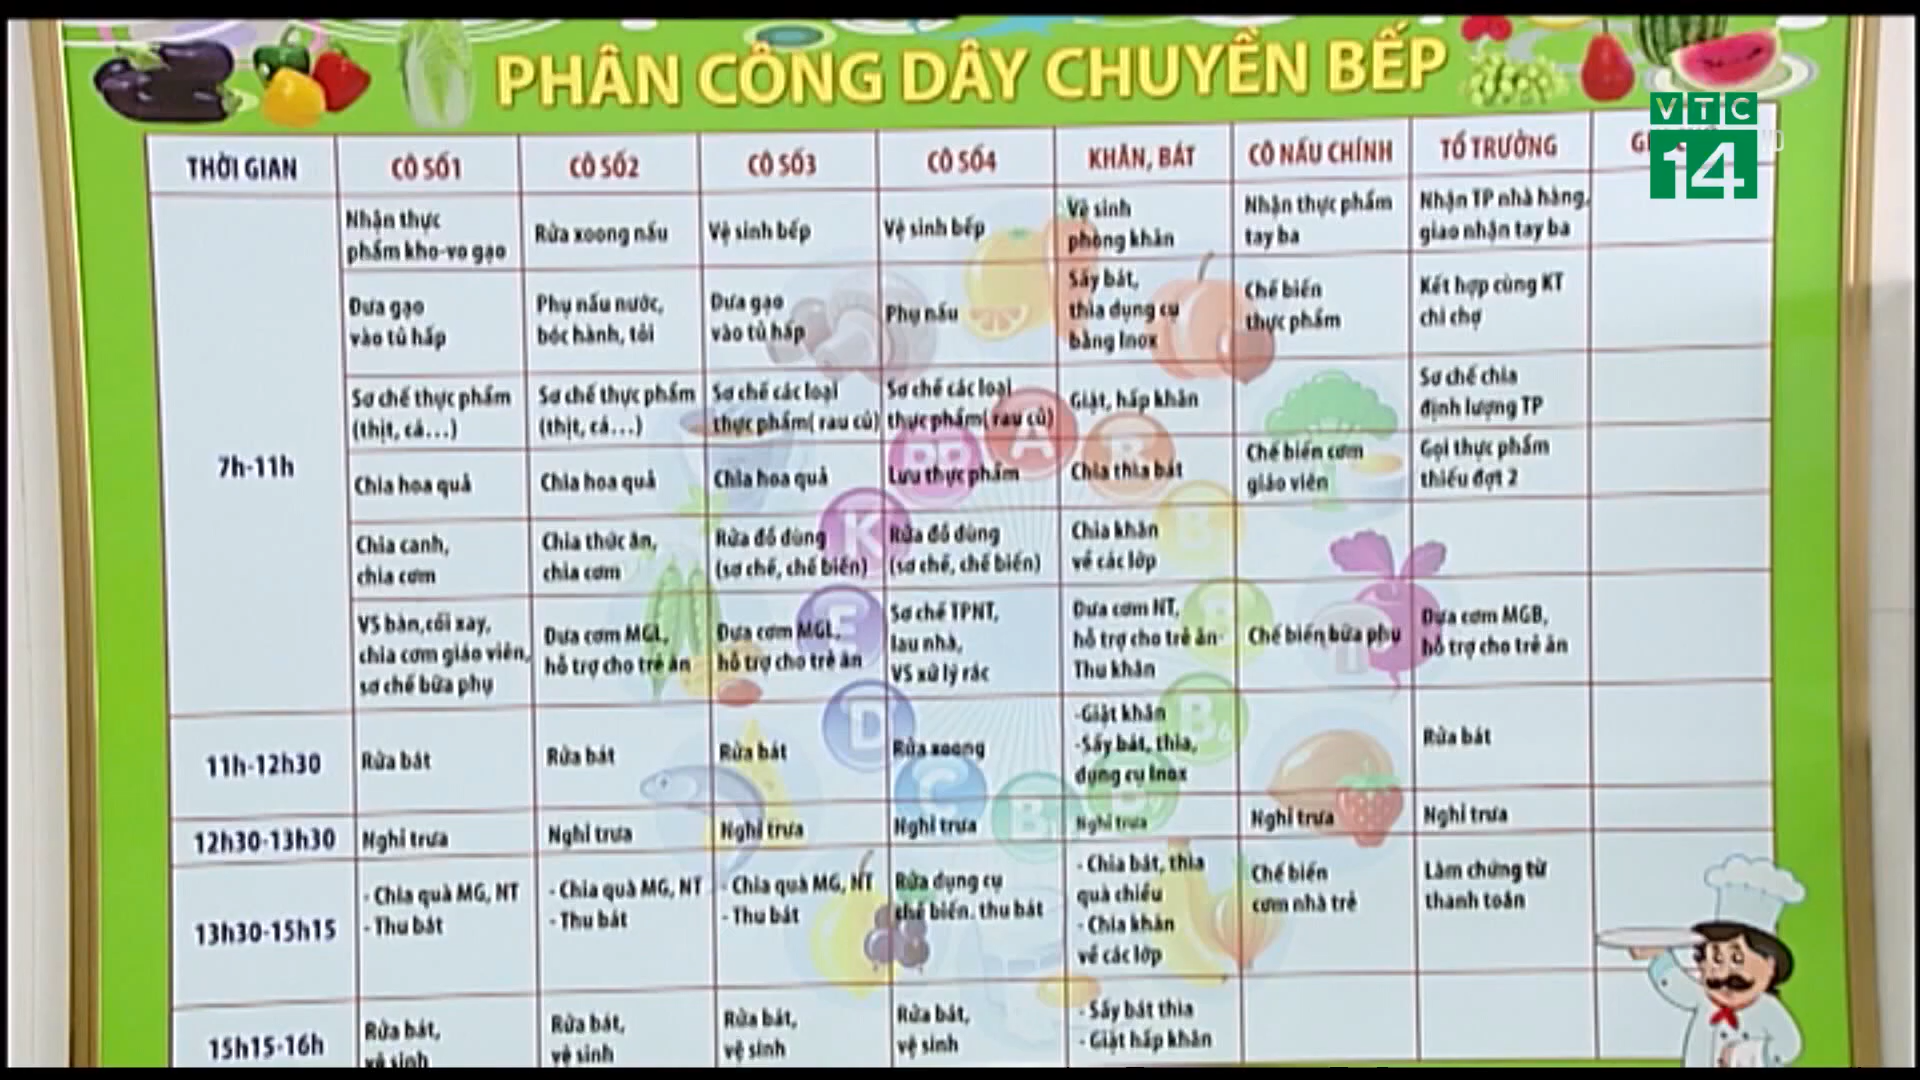 PHÂN CÔNG DÂY CHUYỀN BẾP
VTC
14
THỜI GIAN CÔ SỐ1 CÔ SỐ2 CÔ SỐ3 CÔ SỐ4 KHĂN, BÁT CÔ NẤU CHÍNH TỔ TRƯỞNG
7h-11h
Nhận thực
phẩm kho-vo gạo
Rửa xoong nấu
Vệ sinh bếp
Vệ sinh bếp
Vệ sinh
phòng khăn
Nhận thực phẩm
tay ba
Nhận TP nhà hàng,
giao nhận tay ba
Đưa gạo
vào tủ hấp
Phụ nấu nước,
bóc hành, tỏi
Đưa gạo
vào tủ hấp
Phụ nấu
Sấy bát,
thìa dụng cụ
bằng Inox
Chế biến
thực phẩm
Kết hợp cùng KT
chi chợ
Sơ chế thực phẩm
(thịt, cá...)
Sơ chế thực phẩm
(thịt, cá...)
Sơ chế các loại
thực phẩm( rau củ)
Sơ chế các loại
thực phẩm( rau củ)
Giặt, hấp khăn
Sơ chế chia
định lượng TP
Chia hoa quả
Chia hoa quả
Chia hoa quả
Lưu thực phẩm
Chia thìa bát
Chế biến cơm
giáo viên
Gọi thực phẩm
thiếu đợt 2
Chia canh,
chia cơm
Chia thức ăn,
chia cơm
Rửa đồ dùng
(sơ chế, chế biến)
Rửa đồ dùng
(sơ chế, chế biến)
Chia khăn
về các lớp
VS bàn,cối xay,
chia cơm giáo viên,
sơ chế bữa phụ
Đưa cơm MGL,
hỗ trợ cho trẻ ăn
Đưa cơm MGL,
hỗ trợ cho trẻ ăn
Sơ chế TPNT,
lau nhà,
VS xử lý rác
Đưa cơm NT,
hỗ trợ cho trẻ ăn-
Thu khăn
Chế biến bữa phụ
Đưa cơm MGB,
hỗ trợ cho trẻ ăn
11h-12h30
Rửa bát
Rửa bát
Rửa bát
Rửa xoong
-Giặt khăn
-Sấy bát, thìa,
dụng cụ Inox
Rửa bát
12h30-13h30 Nghỉ trưa Nghỉ trưa Nghỉ trưa Nghỉ trưa Nghỉ trưa Nghỉ trưa Nghỉ trưa
13h30-15h15
- Chia quà MG, NT
- Thu bát
- Chia quà MG, NT
- Thu bát
- Chia quà MG, NT
- Thu bát
Rửa dụng cụ
chế biến. thu bát
- Chia bát, thìa
quà chiều
- Chia khăn
về các lớp
Chế biến
cơm nhà trẻ
Làm chứng từ
thanh toán
15h15-16h
Rửa bát,
vệ sinh
Rửa bát,
vệ sinh
Rửa bát,
vệ sinh
Rửa bát,
vệ sinh
- Sấy bát thìa
- Giặt hấp khăn
PP
A
B
K
B
E
B
D
B6
C
B1